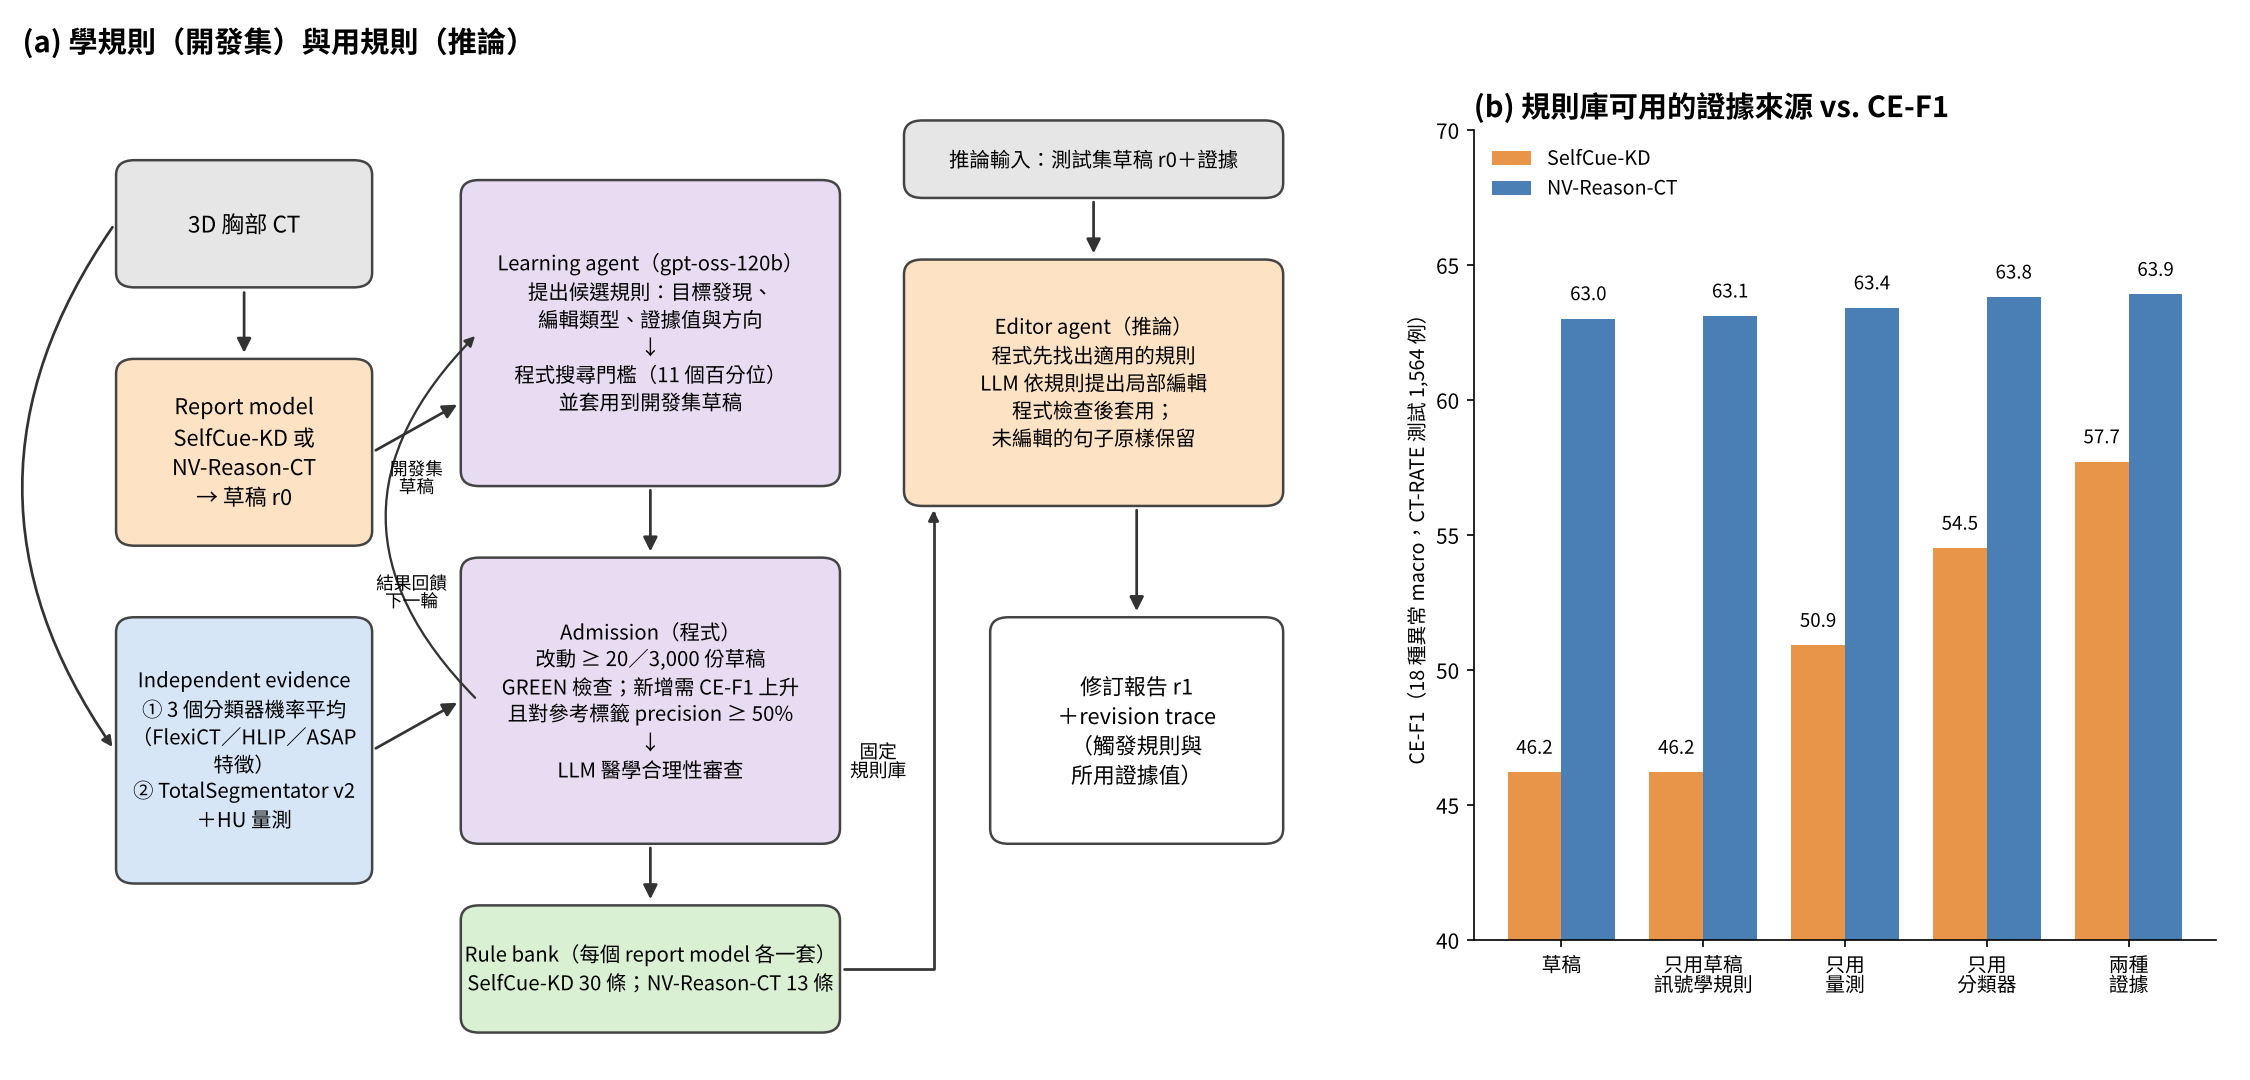 (a) 學規則（開發集）與用規則（推論）
3D 胸部 CT
Report model
SelfCue-KD 或
NV-Reason-CT
→ 草稿 r0
Independent evidence
① 3 個分類器機率平均
（FlexiCT／HLIP／ASAP
特徵）
② TotalSegmentator v2
＋HU 量測
開發集
草稿
結果回饋
下一輪
Learning agent（gpt-oss-120b）
提出候選規則：目標發現、
編輯類型、證據值與方向
↓
程式搜尋門檻（11 個百分位）
並套用到開發集草稿
Admission（程式）
改動 ≥ 20／3,000 份草稿
GREEN 檢查；新增需 CE-F1 上升
且對參考標籤 precision ≥ 50%
↓
LLM 醫學合理性審查
Rule bank（每個 report model 各一套）
SelfCue-KD 30 條；NV-Reason-CT 13 條
固定
規則庫
推論輸入：測試集草稿 r0＋證據
Editor agent（推論）
程式先找出適用的規則
LLM 依規則提出局部編輯
程式檢查後套用；
未編輯的句子原樣保留
修訂報告 r1
＋revision trace
（觸發規則與
所用證據值）
(b) 規則庫可用的證據來源 vs. CE-F1
SelfCue-KD
NV-Reason-CT
CE-F1（18 種異常 macro，CT-RATE 測試 1,564 例）
70
65
60
55
50
45
40
46.2
63.0
46.2
63.1
50.9
63.4
54.5
63.8
57.7
63.9
草稿
只用草稿
訊號學規則
只用
量測
只用
分類器
兩種
證據